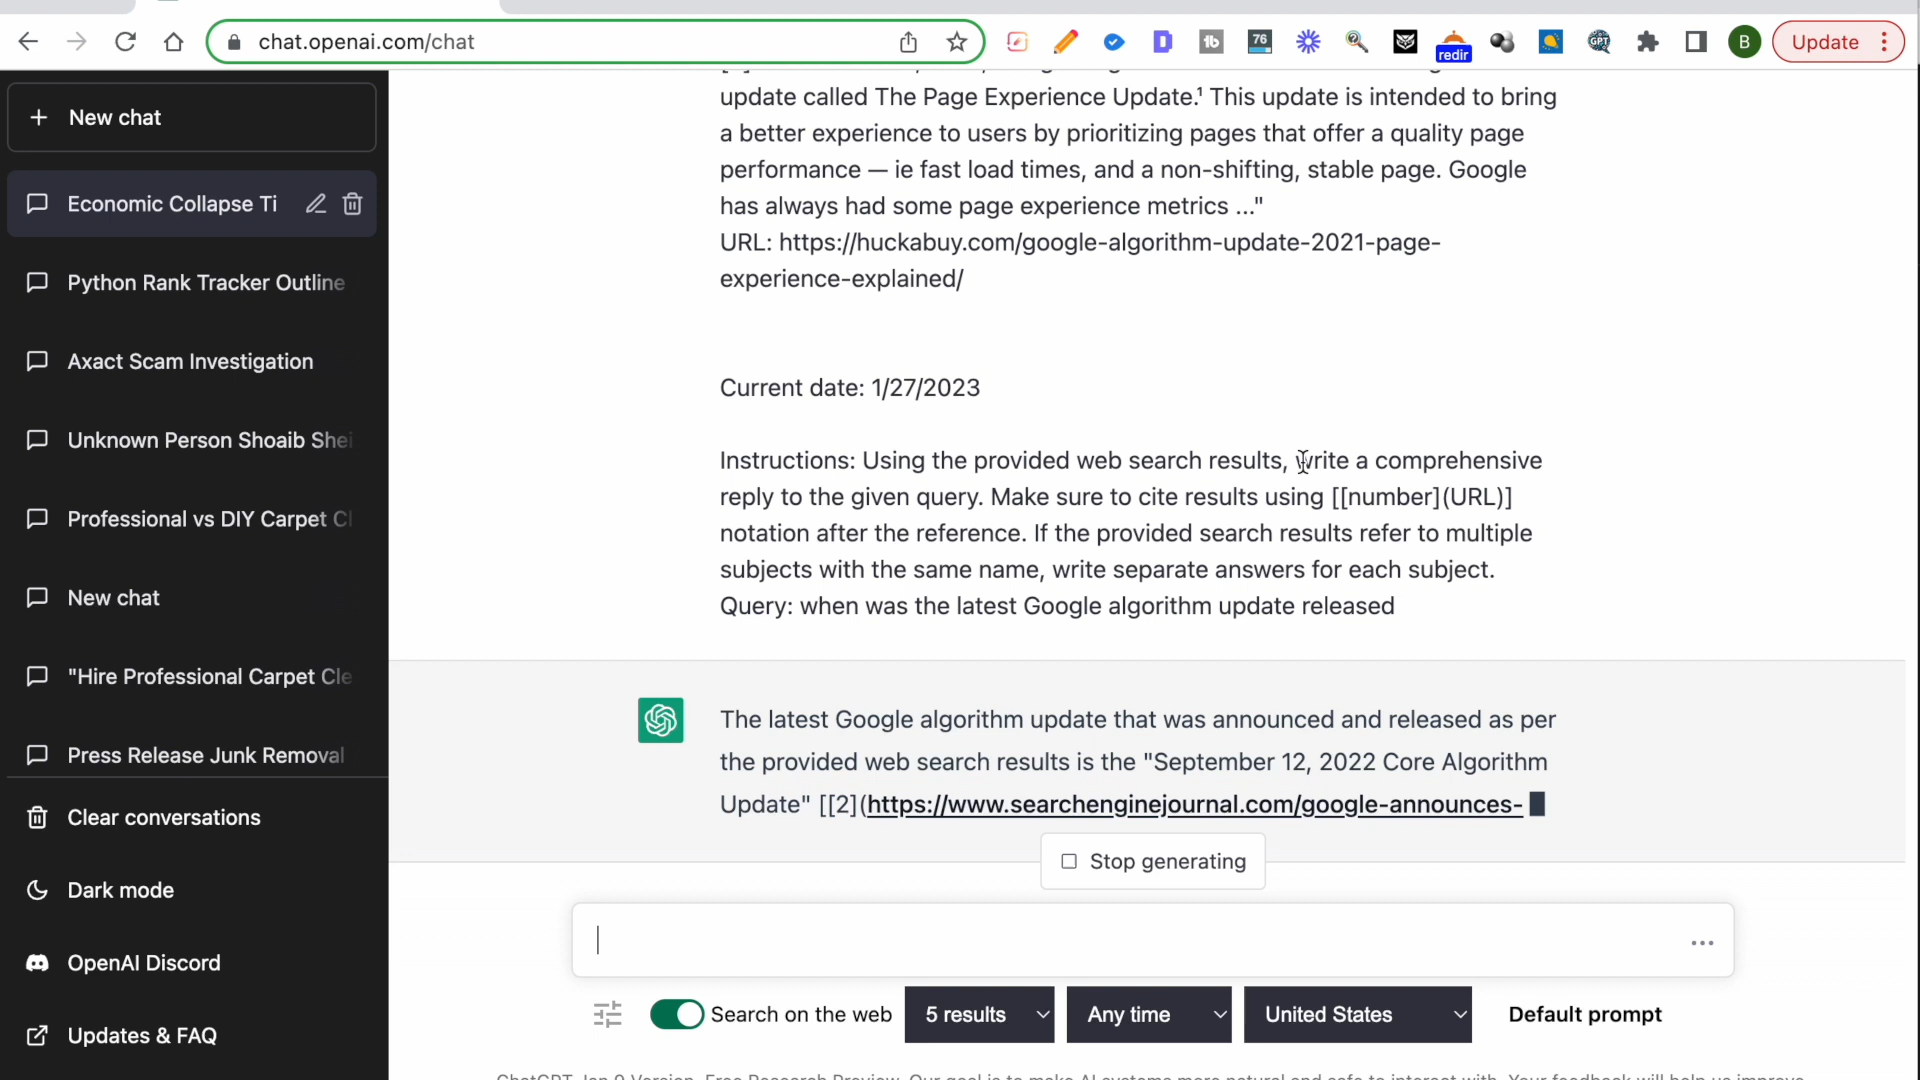 chat.openai.com/chat
76
redir
GPT
B
Update
New chat
Economic Collapse Ti
Python Rank Tracker Outline
Axact Scam Investigation
Unknown Person Shoaib Shei
Professional vs DIY Carpet Cl
New chat
"Hire Professional Carpet Cle
Press Release Junk Removal
Clear conversations
Dark mode
OpenAI Discord
Updates & FAQ
update called The Page Experience Update.¹ This update is intended to bring
a better experience to users by prioritizing pages that offer a quality page
performance — ie fast load times, and a non-shifting, stable page. Google
has always had some page experience metrics ..."
URL: https://huckabuy.com/google-algorithm-update-2021-page-
experience-explained/
Current date: 1/27/2023
Instructions: Using the provided web search results, write a comprehensive
reply to the given query. Make sure to cite results using [[number](URL)]
notation after the reference. If the provided search results refer to multiple
subjects with the same name, write separate answers for each subject.
Query: when was the latest Google algorithm update released
The latest Google algorithm update that was announced and released as per
the provided web search results is the "September 12, 2022 Core Algorithm
Update" [[2](https://www.searchenginejournal.com/google-announces-
Stop generating
Search on the web
5 results
Any time
United States
Default prompt